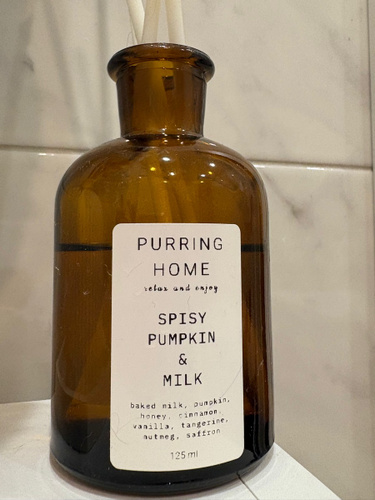 PURRING
HOME
relax and enjoy
SPISY
PUMPKIN
&
MILK
baked milk, pumpkin,
honey, cinnamon,
vanilla, tangerine,
nutmeg, saffron
125 ml